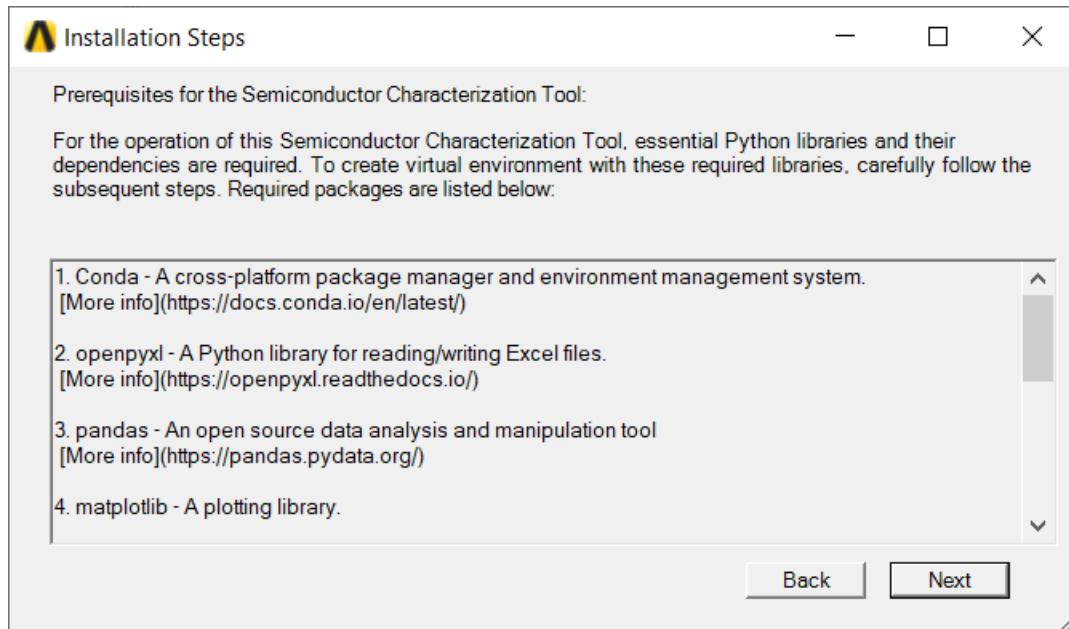 Installation Steps
Prerequisites for the Semiconductor Characterization Tool:
For the operation of this Semiconductor Characterization Tool, essential Python libraries and their
dependencies are required. To create virtual environment with these required libraries, carefully follow the
subsequent steps. Required packages are listed below:
1. Conda - A cross-platform package manager and environment management system.
[More info](https://docs.conda.io/en/latest/)
2. openpyxl - A Python library for reading/writing Excel files.
[More info](https://openpyxl.readthedocs.io/)
3. pandas - An open source data analysis and manipulation tool
[More info](https://pandas.pydata.org/)
4. matplotlib - A plotting library.
Back
Next